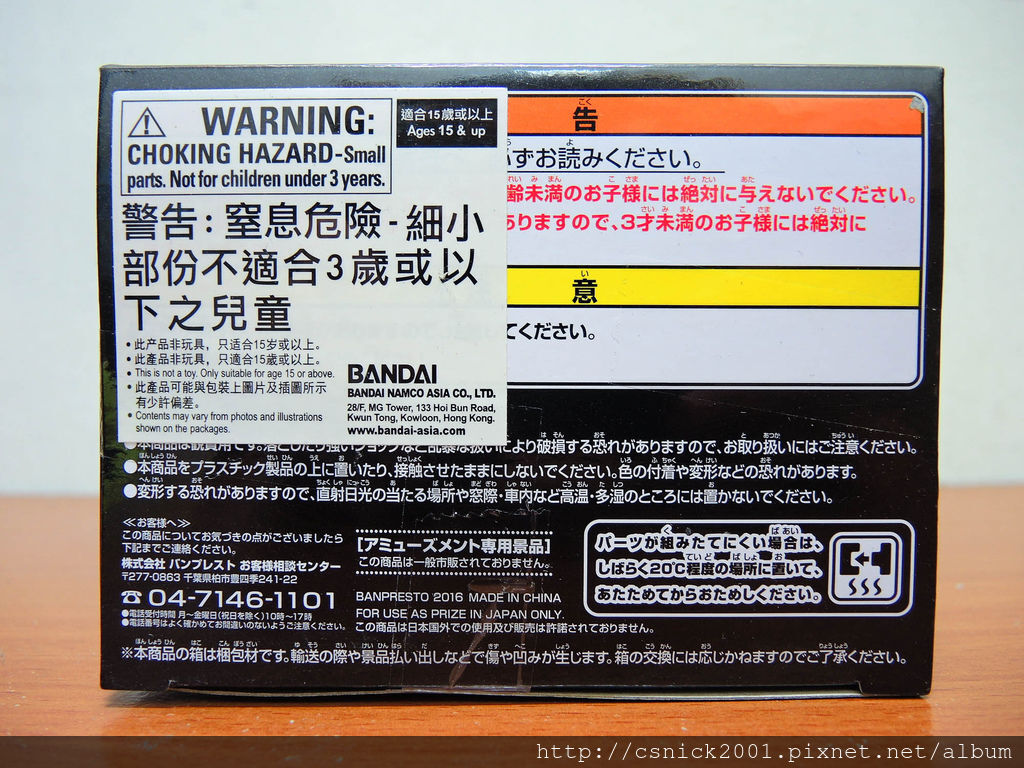 WARNING:
CHOKING HAZARD-Small
parts. Not for children under 3 years.
適合15歲或以上
Ages 15 & up
警告:窒息危險-細小
部份不適合3歲或以
下之兒童
•此产品非玩具，只适合15岁或以上。
•此產品非玩具，只適合15歲或以上。
•This is not a toy. Only suitable for age 15 or above.
•此產品可能與包裝上圖片及插圖所示
有少許偏差。
•Contents may vary from photos and illustrations
shown on the packages.
BANDAI
BANDAI NAMCO ASIA CO., LTD.
28/F, MG Tower, 133 Hoi Bun Road,
Kwun Tong, Kowloon, Hong Kong.
www.bandai-asia.com
告
ずお読みください。
齢未満のお子様には絶対に与えないでください。
ありますので、3才未満のお子様には絶対に
意
てください。
により破損する恐れがありますので、お取り扱いにはご注意ください。
●本商品をプラスチック製品の上に置いたり、接触させたままにしないでください。色の付着や変形などの恐れがあります。
●変形する恐れがありますので、直射日光の当たる場所や窓際・車内など高温・多湿のところには置かないでください。
≪お客様へ≫
この商品についてお気づきの点がございましたら
下記までご連絡ください。
株式会社 バンプレスト お客様相談センター
〒277-0863 千葉県柏市豊四季241-22
☎04-7146-1101
●電話受付時間 月~金曜日(祝日を除く)10時~17時
●電話番号はよく確かめてお間違いのないようご注意ください。
[アミューズメント専用景品]
この商品は一般市販されておりません。
BANPRESTO 2016 MADE IN CHINA
FOR USE AS PRIZE IN JAPAN ONLY.
この商品は日本国外での使用及び販売は許諾されておりません。
パーツが組みたてにくい場合は、
しばらく20℃程度の場所に置いて、
あたためてからおためしください。
※本商品の箱は梱包材です。輸送の際や景品払い出しなどで傷や凹みが生じます。箱の交換には応じかねますのでご了承ください。
http://csnick2001.pixnet.net/album